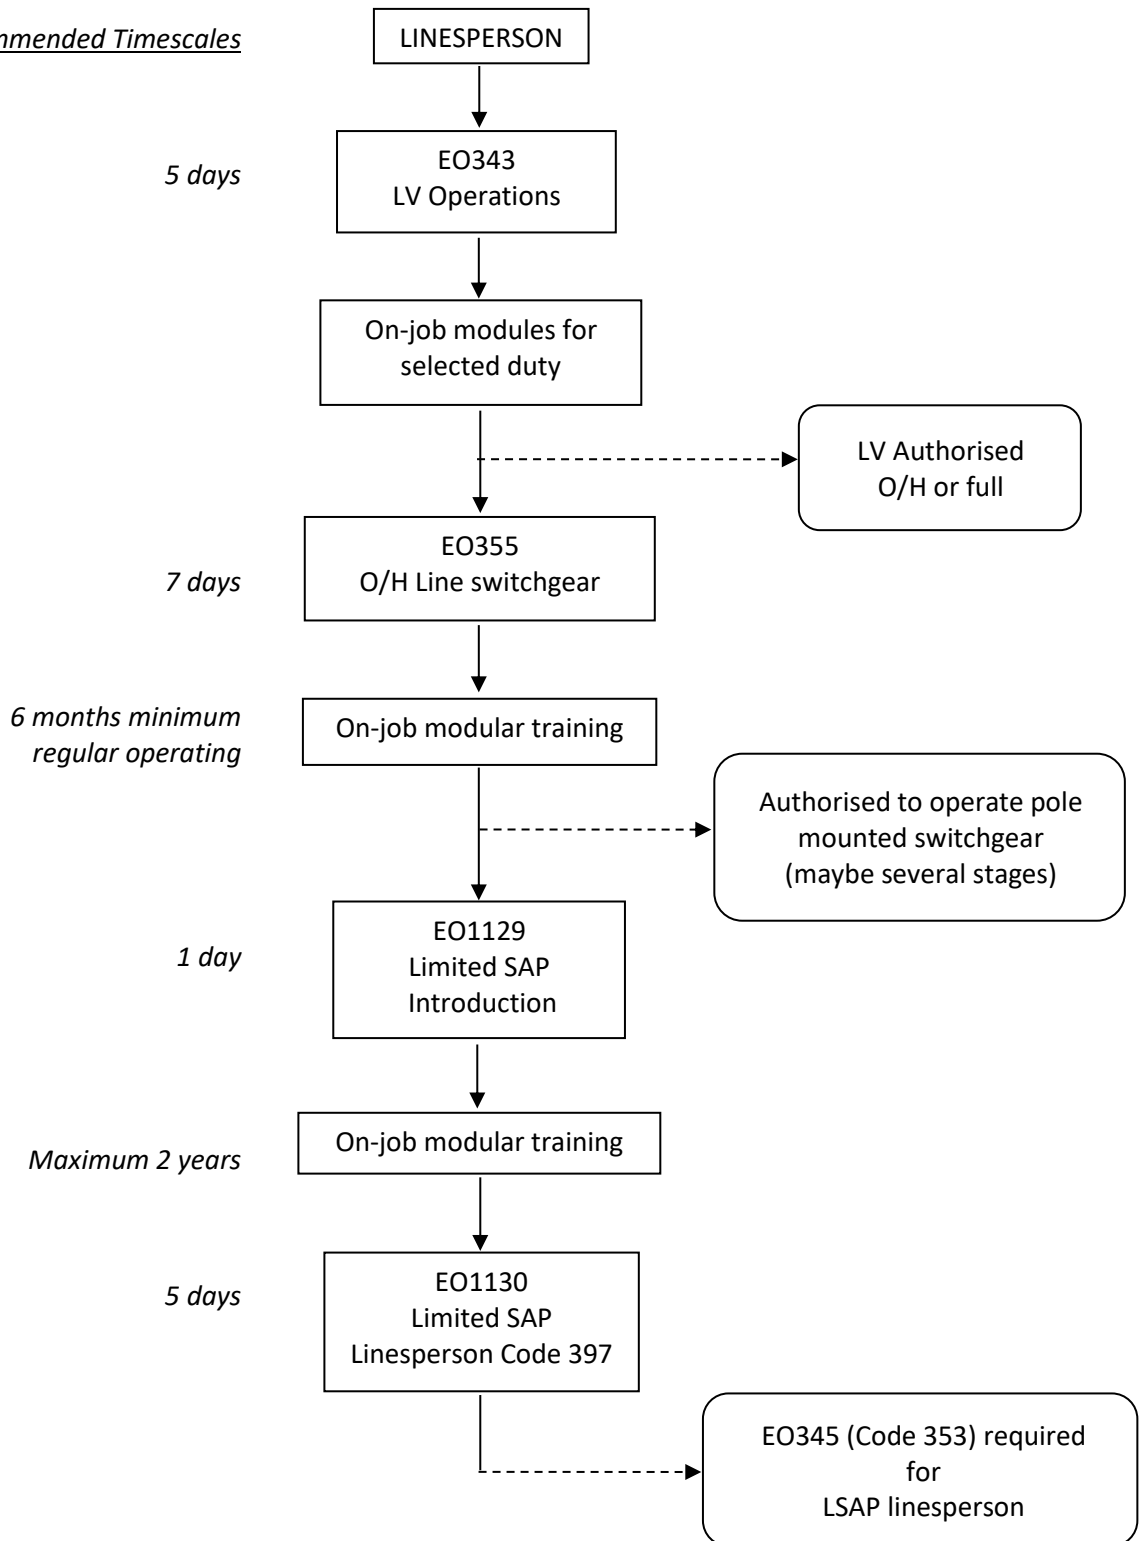 mmended Timescales
LINESPERSON
5 days
EO343
LV Operations
On-job modules for
selected duty
LV Authorised
O/H or full
7 days
EO355
O/H Line switchgear
6 months minimum
regular operating
On-job modular training
Authorised to operate pole
mounted switchgear
(maybe several stages)
1 day
EO1129
Limited SAP
Introduction
Maximum 2 years
On-job modular training
5 days
EO1130
Limited SAP
Linesperson Code 397
EO345 (Code 353) required
for
LSAP linesperson